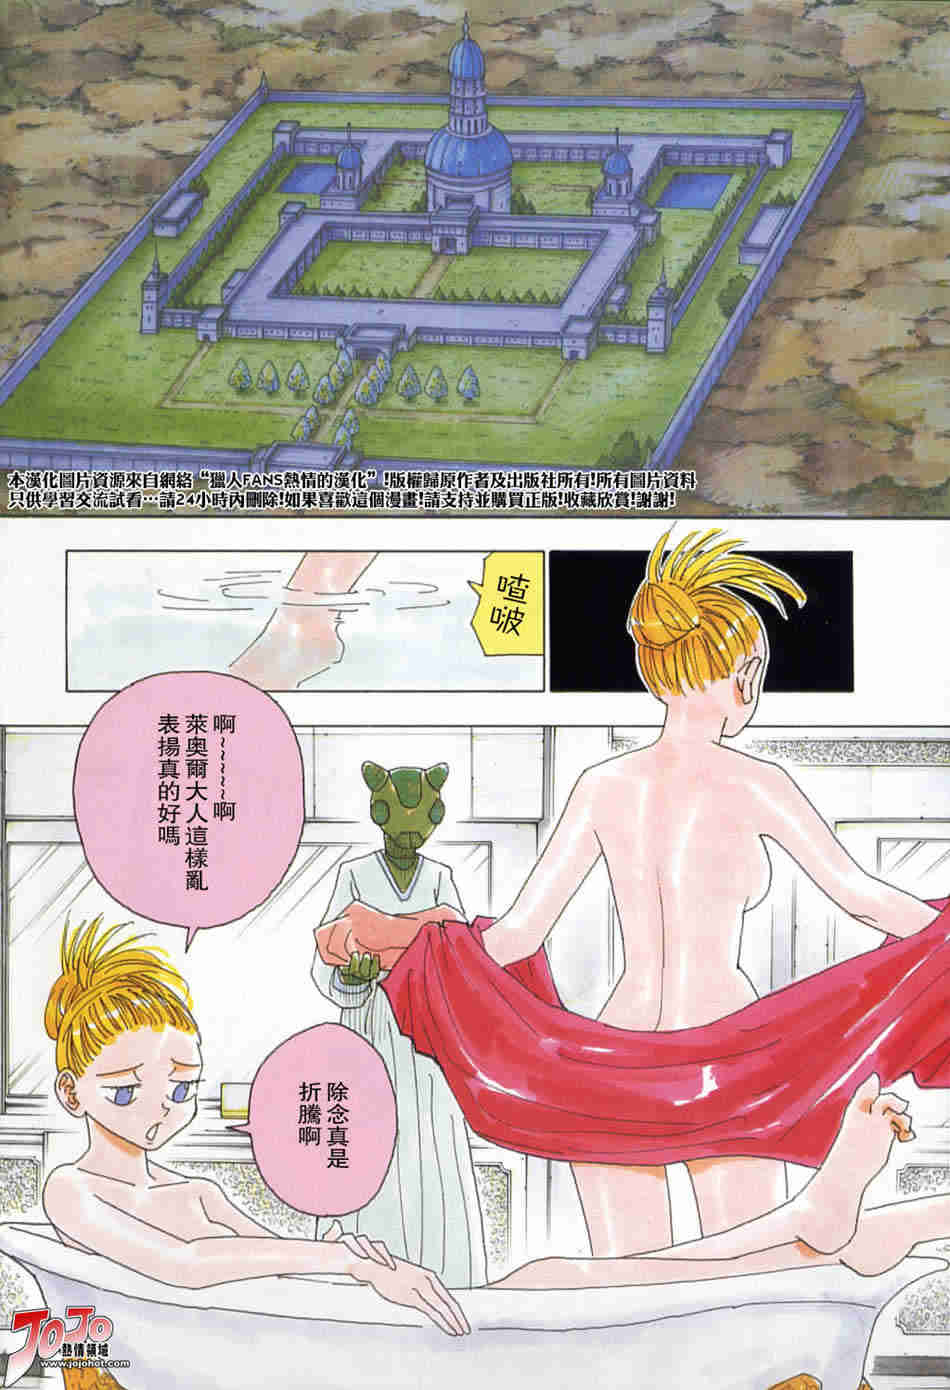 本漢化圖片資源來自網絡“獵人FANS熱情的漢化”!版權歸原作者及出版社所有!所有圖片資料
只供學習交流試看…請24小時內刪除!如果喜歡這個漫畫!請支持並購買正版!收藏欣賞!謝謝!
喳啵
啊~~~~~啊
萊奧爾大人這樣亂
表揚真的好嗎
除念真是
折騰啊
JOJO
熱情領域
www.jojohot.com